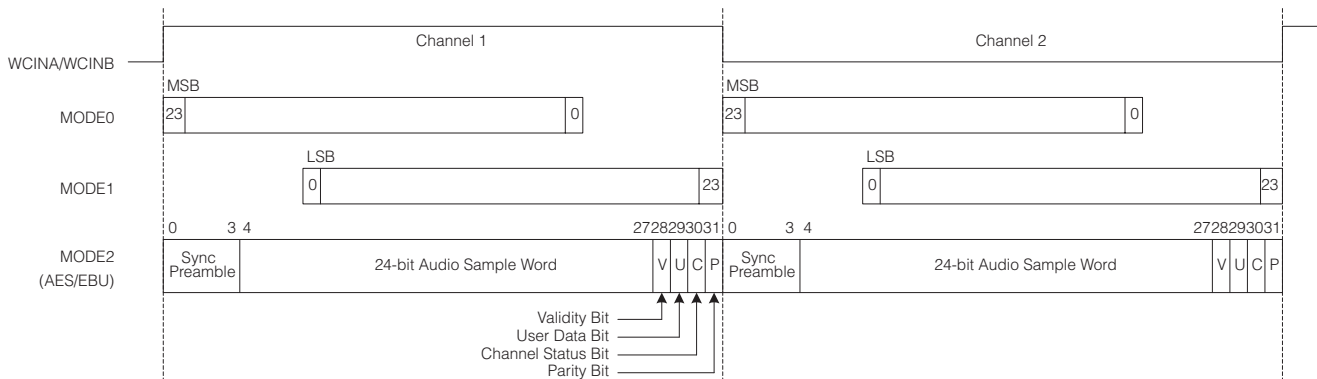 Channel 1
Channel 2
WCINA/WCINB
MSB
MSB
MODE0
23
0
23
0
LSB
LSB
MODE1
0
23
0
23
0 3 4 2728293031 0 3 4 2728293031
MODE2
(AES/EBU)
Sync
Preamble
24-bit Audio Sample Word
V U C P
Sync
Preamble
24-bit Audio Sample Word
V U C P
Validity Bit
User Data Bit
Channel Status Bit
Parity Bit